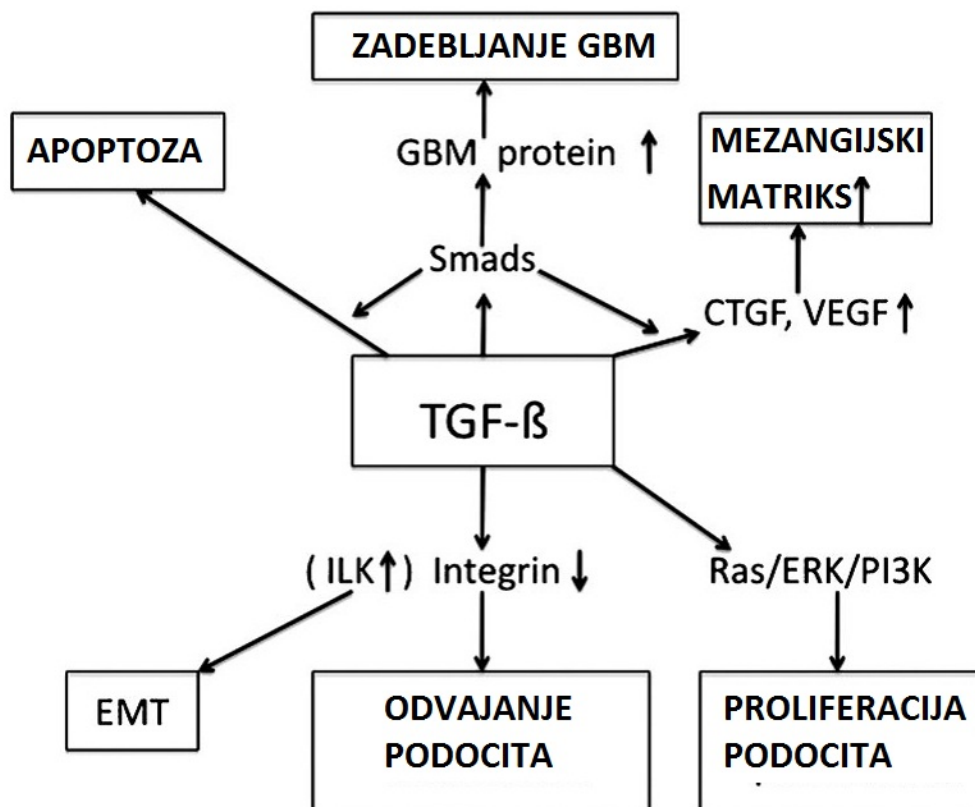 ZADEBLJANJE GBM
APOPTOZA
GBM protein ↑
MEZANGIJSKI
MATRIKS↑
Smads
CTGF, VEGF ↑
TGF-ß
( ILK↑) Integrin ↓
Ras/ERK/PI3K
EMT
ODVAJANJE
PODOCITA
PROLIFERACIJA
PODOCITA